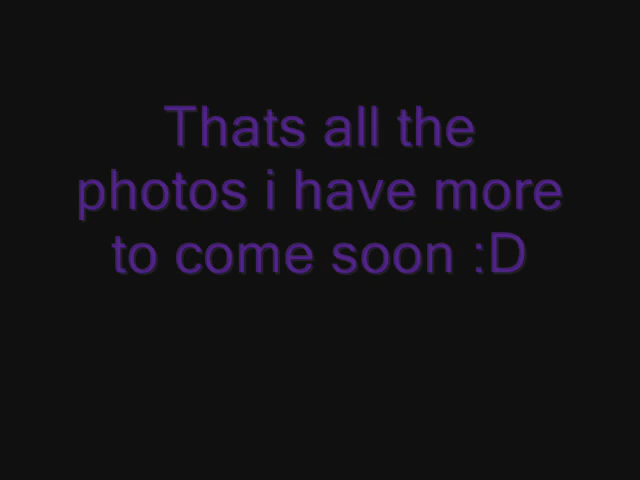 Thats all the
photos i have more
to come soon :D